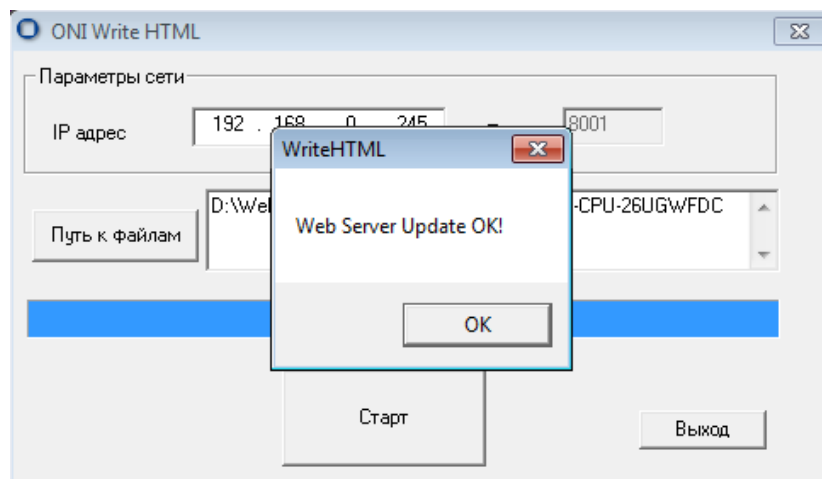 ONI Write HTML
Параметры сети
IP адрес 192 . 168 0 245 8001
WriteHTML
Web Server Update OK!
OK
Путь к файлам D:\Wel -CPU-26UGWFDC
Старт
Выход